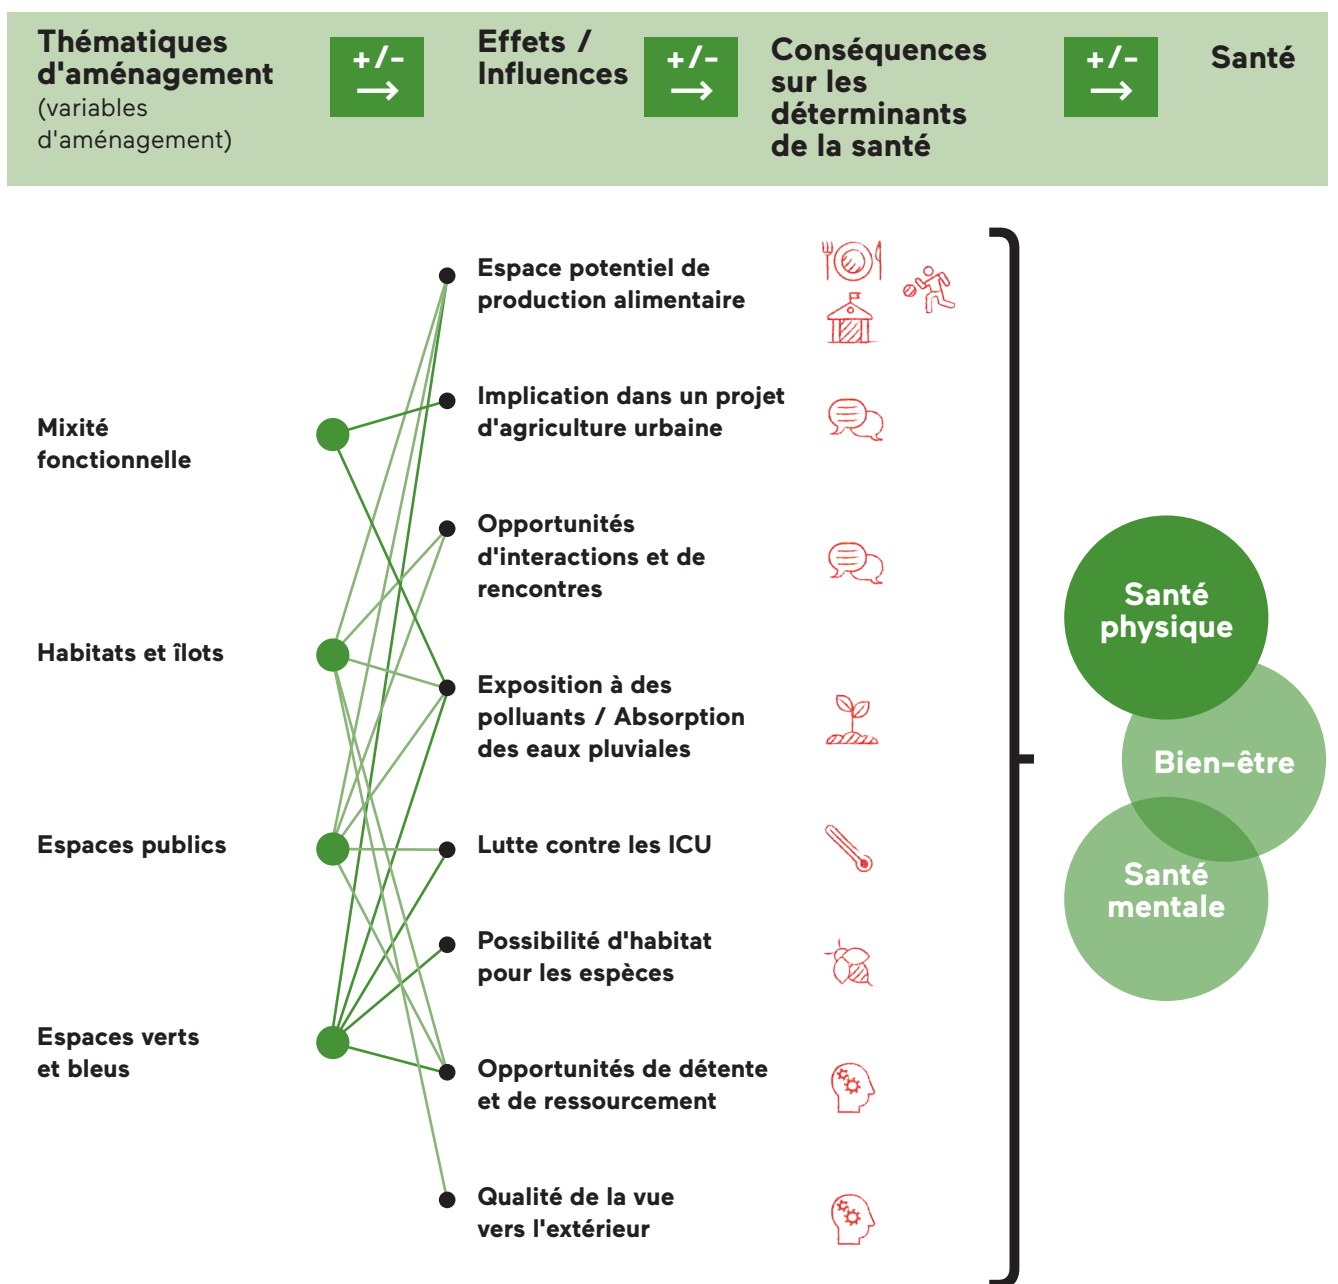 Thématiques
d'aménagement
(variables
d'aménagement)
+/-
→
Effets /
Influences
+/-
→
Conséquences
sur les
déterminants
de la santé
+/-
→
Santé
Mixité
fonctionnelle
Habitats et îlots
Espaces publics
Espaces verts
et bleus
Espace potentiel de
production alimentaire
Implication dans un projet
d'agriculture urbaine
Opportunités
d'interactions et de
rencontres
Exposition à des
polluants / Absorption
des eaux pluviales
Lutte contre les ICU
Possibilité d'habitat
pour les espèces
Opportunités de détente
et de ressourcement
Qualité de la vue
vers l'extérieur
Santé
physique
Bien-être
Santé
mentale